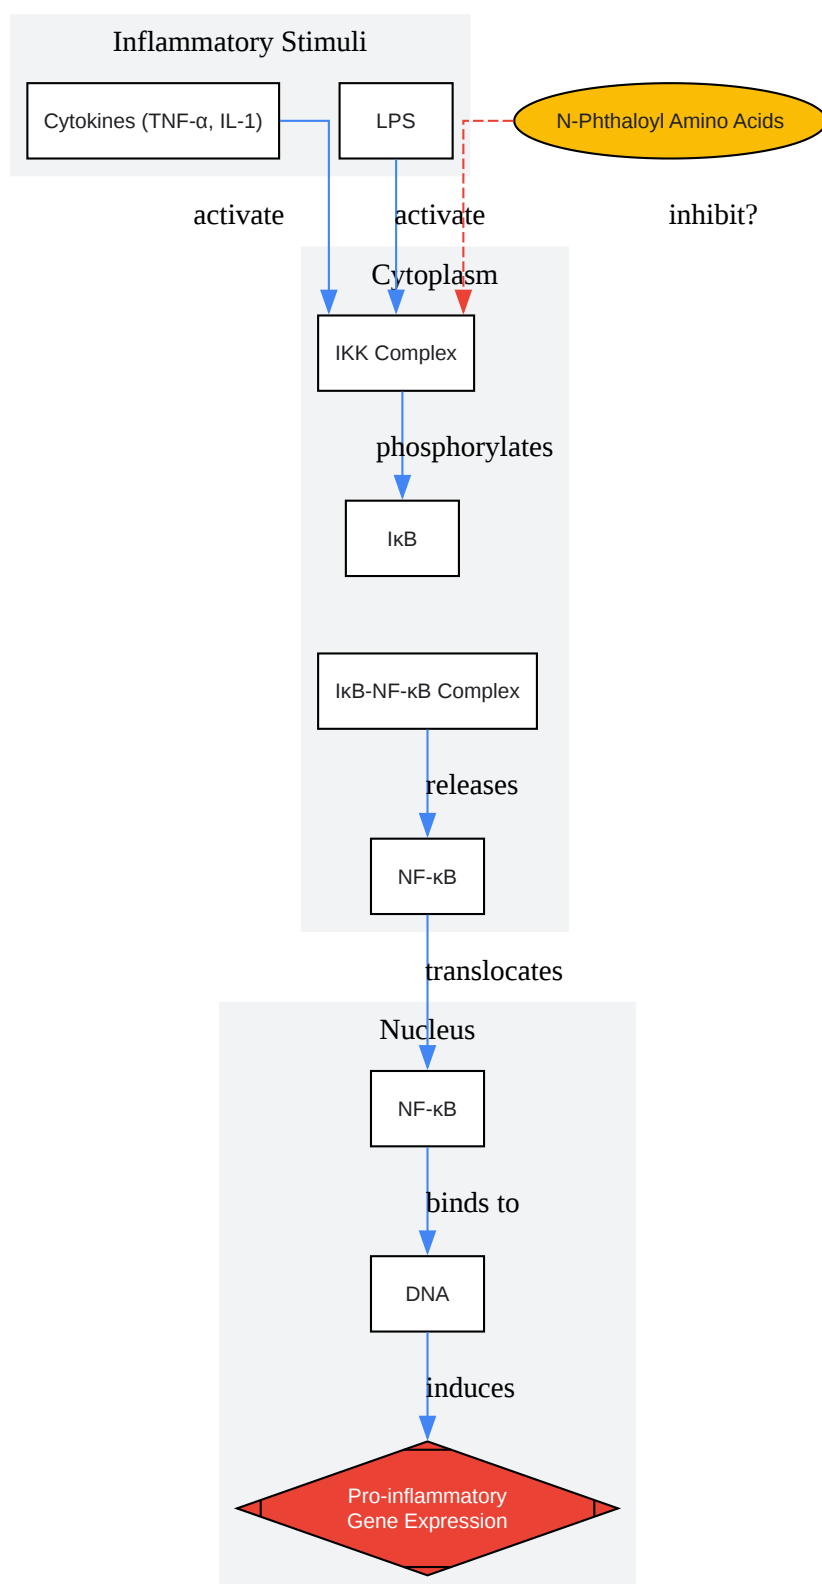 Inflammatory Stimuli
Cytokines (TNF-α, IL-1)
LPS
N-Phthaloyl Amino Acids
activate
activate
inhibit?
Cytoplasm
IKK Complex
phosphorylates
IκB
IκB-NF-κB Complex
releases
NF-κB
translocates
Nucleus
NF-κB
binds to
DNA
induces
Pro-inflammatory
Gene Expression